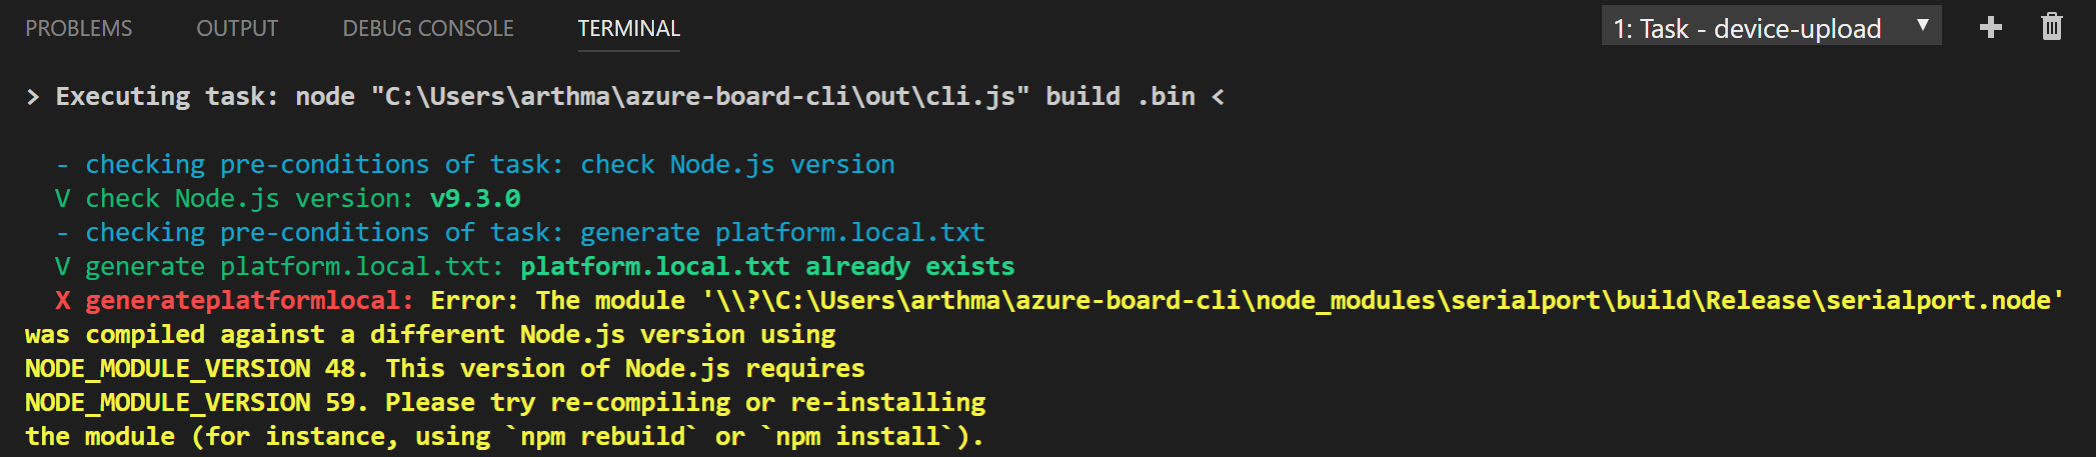 PROBLEMS OUTPUT DEBUG CONSOLE TERMINAL 1: Task - device-upload
> Executing task: node "C:\Users\arthma\azure-board-cli\out\cli.js" build .bin <
- checking pre-conditions of task: check Node.js version
V check Node.js version: v9.3.0
- checking pre-conditions of task: generate platform.local.txt
V generate platform.local.txt: platform.local.txt already exists
X generateplatformlocal: Error: The module '\\?\C:\Users\arthma\azure-board-cli\node_modules\serialport\build\Release\serialport.node'
was compiled against a different Node.js version using
NODE_MODULE_VERSION 48. This version of Node.js requires
NODE_MODULE_VERSION 59. Please try re-compiling or re-installing
the module (for instance, using `npm rebuild` or `npm install`).